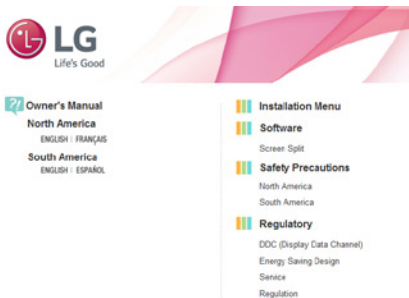 LG
Life's Good
?!
Owner's Manual
North America
ENGLISH | FRANÇAIS
South America
ENGLISH | ESPAÑOL
Installation Menu
Software
Screen Split
Safety Precautions
North America
South America
Regulatory
DDC (Display Data Channel)
Energy Saving Design
Service
Regulation